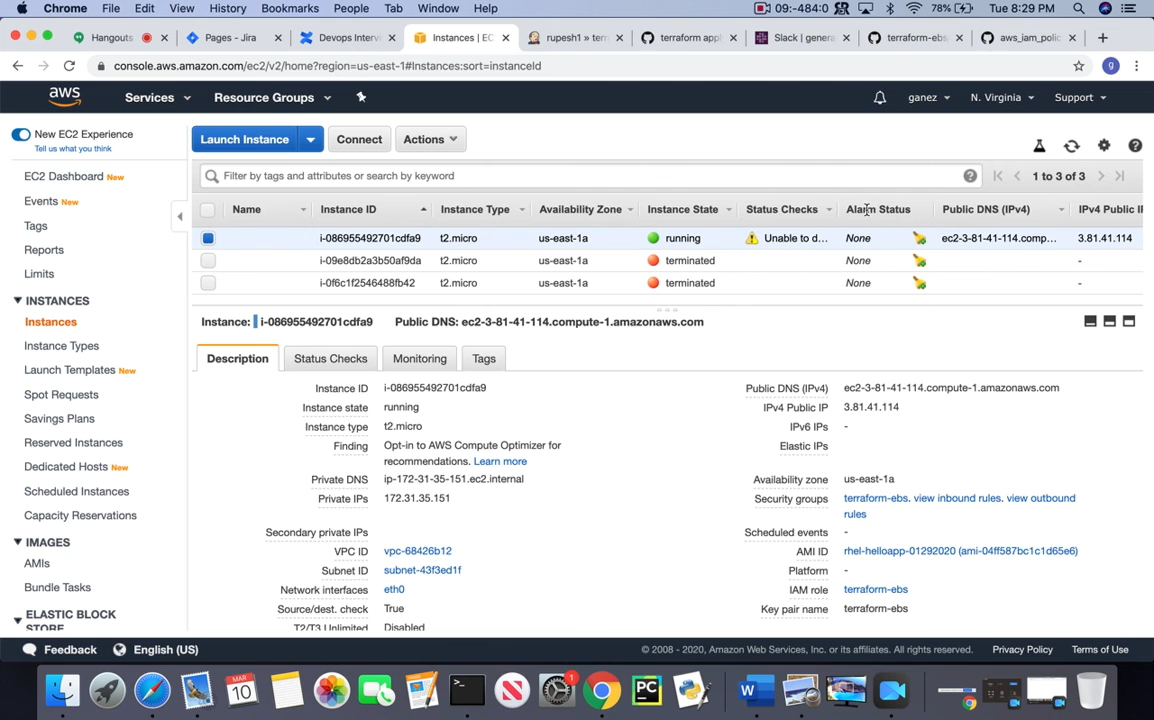 Chrome File Edit View History Bookmarks People Tab Window Help 09:-484:0 78% Tue 8:29 PM
Hangouts Pages - Jira Devops Intervi Instances | EC rupesh1 » terr terraform appl Slack | genera terraform-ebs, aws_iam_polic
console.aws.amazon.com/ec2/v2/home?region=us-east-1#Instances:sort=instanceId g
aws Services Resource Groups ganez N. Virginia Support
New EC2 Experience
Tell us what you think
Launch Instance Connect Actions
EC2 Dashboard New
Events New
Tags
Reports
Limits
INSTANCES
Instances
Instance Types
Launch Templates New
Spot Requests
Savings Plans
Reserved Instances
Dedicated Hosts New
Scheduled Instances
Capacity Reservations
IMAGES
AMIs
Bundle Tasks
ELASTIC BLOCK
STORE
Filter by tags and attributes or search by keyword 1 to 3 of 3
Name Instance ID Instance Type Availability Zone Instance State Status Checks Alarm Status Public DNS (IPv4) IPv4 Public IP
i-086955492701cdfa9 t2.micro us-east-1a running Unable to d... None ec2-3-81-41-114.comp... 3.81.41.114
i-09e8db2a3b50af9da t2.micro us-east-1a terminated None -
i-0f6c1f2546488fb42 t2.micro us-east-1a terminated None -
Instance: i-086955492701cdfa9 Public DNS: ec2-3-81-41-114.compute-1.amazonaws.com
Description Status Checks Monitoring Tags
Instance ID i-086955492701cdfa9
Instance state running
Instance type t2.micro
Finding Opt-in to AWS Compute Optimizer for
recommendations. Learn more
Private DNS ip-172-31-35-151.ec2.internal
Private IPs 172.31.35.151
Secondary private IPs
VPC ID vpc-68426b12
Subnet ID subnet-43f3ed1f
Network interfaces eth0
Source/dest. check True
T2/T3 Unlimited Disabled
Public DNS (IPv4) ec2-3-81-41-114.compute-1.amazonaws.com
IPv4 Public IP 3.81.41.114
IPv6 IPs -
Elastic IPs
Availability zone us-east-1a
Security groups terraform-ebs. view inbound rules. view outbound
rules
Scheduled events -
AMI ID rhel-helloapp-01292020 (ami-04ff587bc1c1d65e6)
Platform -
IAM role terraform-ebs
Key pair name terraform-ebs
Feedback English (US) © 2008 - 2020, Amazon Web Services, Inc. or its affiliates. All rights reserved. Privacy Policy Terms of Use
MAR
10
1
PC